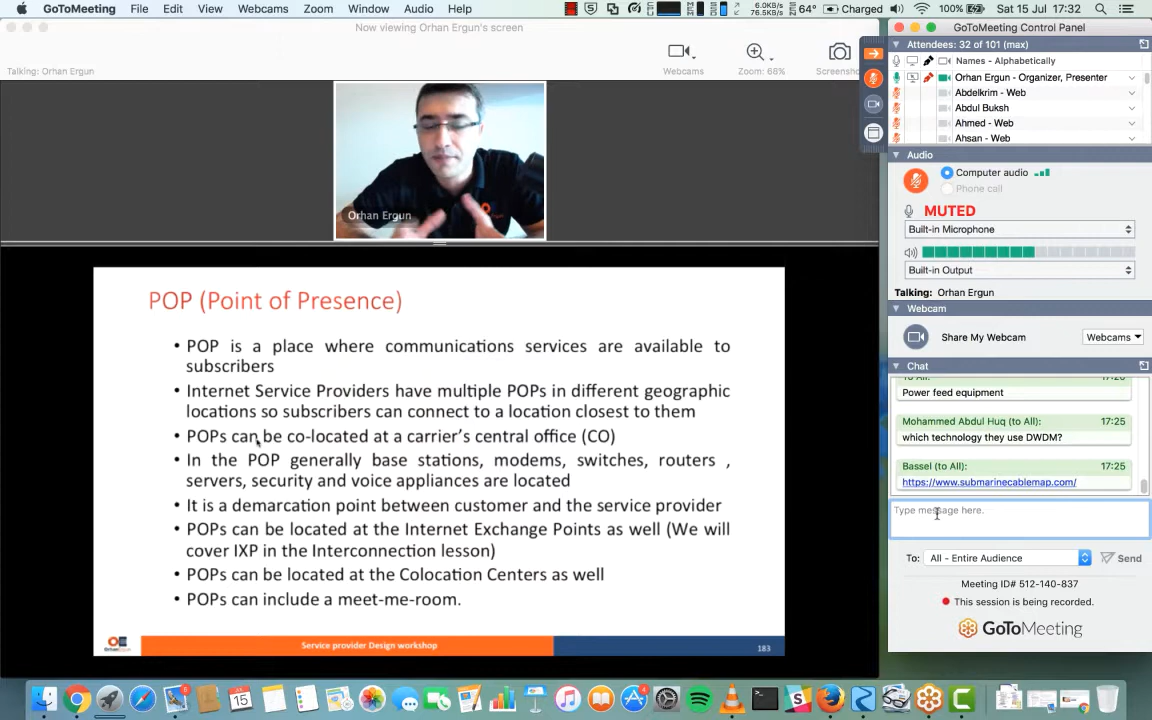 GoToMeeting File Edit View Webcams Zoom Window Audio Help
6.0KB/s
76.5KB/s
64° Charged 100% Sat 15 Jul 17:32
Now viewing Orhan Ergun's screen
Talking: Orhan Ergun
Webcams
Zoom: 68%
Screensho
Orhan Ergun
POP (Point of Presence)
• POP is a place where communications services are available to
subscribers
• Internet Service Providers have multiple POPs in different geographic
locations so subscribers can connect to a location closest to them
• POPs can be co-located at a carrier's central office (CO)
• In the POP generally base stations, modems, switches, routers ,
servers, security and voice appliances are located
• It is a demarcation point between customer and the service provider
• POPs can be located at the Internet Exchange Points as well (We will
cover IXP in the Interconnection lesson)
• POPs can be located at the Colocation Centers as well
• POPs can include a meet-me-room.
Service provider Design workshop
183
GoToMeeting Control Panel
Attendees: 32 of 101 (max)
Names - Alphabetically
Orhan Ergun - Organizer, Presenter
Abdelkrim - Web
Abdul Buksh
Ahmed - Web
Ahsan - Web
Audio
Computer audio
Phone call
MUTED
Built-in Microphone
Built-in Output
Talking: Orhan Ergun
Webcam
Share My Webcam
Webcams
Chat
Power feed equipment
Mohammed Abdul Huq (to All): 17:25
which technology they use DWDM?
Bassel (to All): 17:25
https://www.submarinecablemap.com/
Type message here.
To: All - Entire Audience
Send
Meeting ID# 512-140-837
This session is being recorded.
GoToMeeting